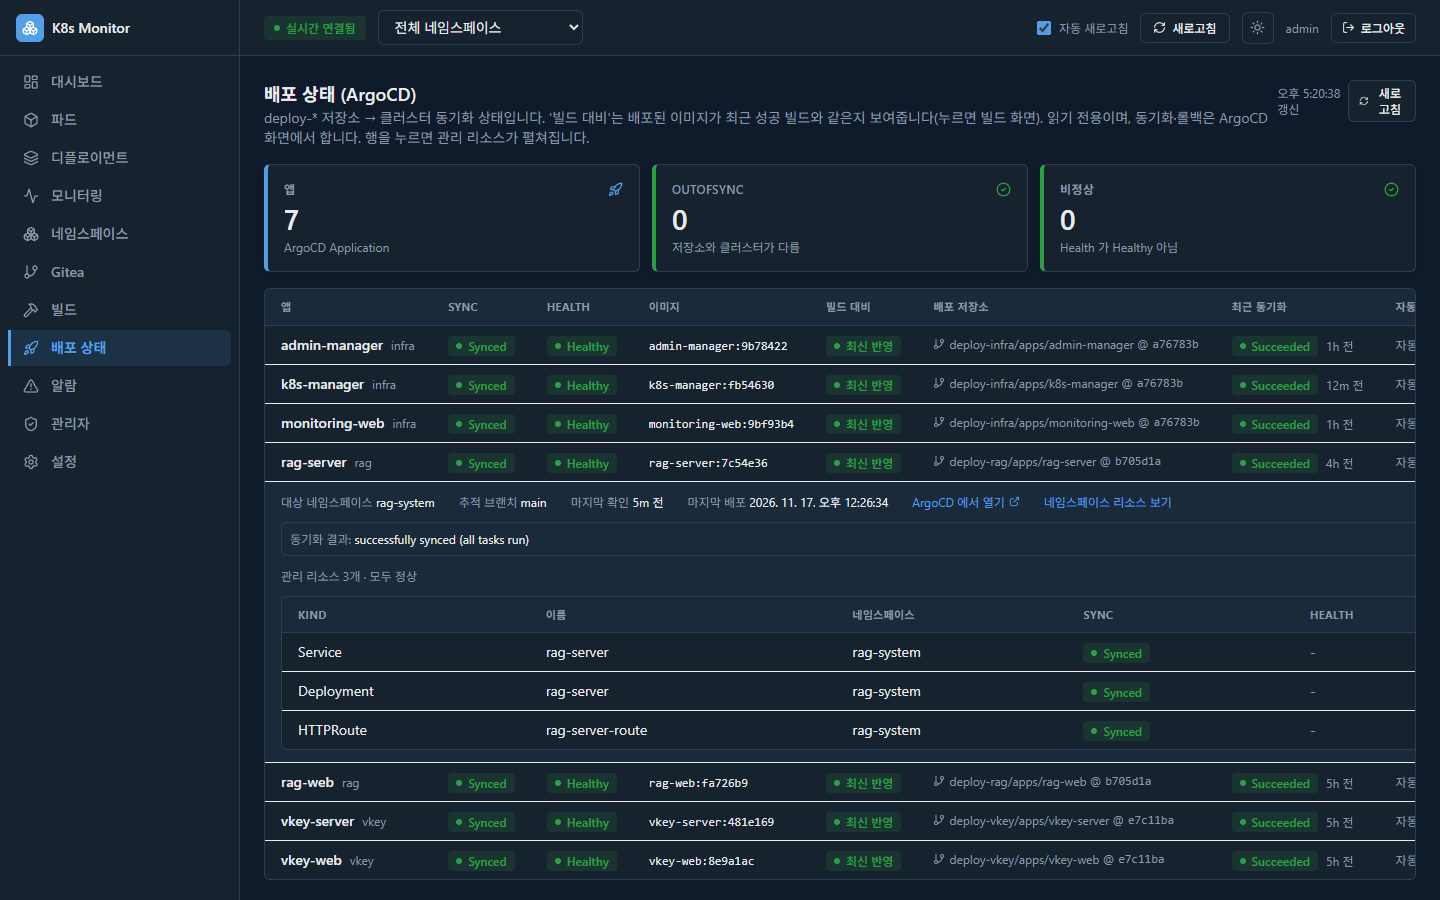 K8s Monitor
실시간 연결됨
전체 네임스페이스
자동 새로고침
새로고침
admin
로그아웃
대시보드
파드
디플로이먼트
모니터링
네임스페이스
Gitea
빌드
배포 상태
알람
관리자
설정
배포 상태 (ArgoCD)
deploy-* 저장소 → 클러스터 동기화 상태입니다. '빌드 대비'는 배포된 이미지가 최근 성공 빌드와 같은지 보여줍니다(누르면 빌드 화면). 읽기 전용이며, 동기화·롤백은 ArgoCD
화면에서 합니다. 행을 누르면 관리 리소스가 펼쳐집니다.
오후 5:20:38
갱신
새로
고침
앱
7
ArgoCD Application
OUTOFSYNC
0
저장소와 클러스터가 다름
비정상
0
Health 가 Healthy 아님
앱 SYNC HEALTH 이미지 빌드 대비 배포 저장소 최근 동기화 자동
admin-manager infra Synced Healthy admin-manager:9b78422 최신 반영 deploy-infra/apps/admin-manager @ a76783b Succeeded 1h 전 자동
k8s-manager infra Synced Healthy k8s-manager:fb54630 최신 반영 deploy-infra/apps/k8s-manager @ a76783b Succeeded 12m 전 자동
monitoring-web infra Synced Healthy monitoring-web:9bf93b4 최신 반영 deploy-infra/apps/monitoring-web @ a76783b Succeeded 1h 전 자동
rag-server rag Synced Healthy rag-server:7c54e36 최신 반영 deploy-rag/apps/rag-server @ b705d1a Succeeded 4h 전 자동
대상 네임스페이스 rag-system 추적 브랜치 main 마지막 확인 5m 전 마지막 배포 2026. 11. 17. 오후 12:26:34 ArgoCD 에서 열기 네임스페이스 리소스 보기
동기화 결과: successfully synced (all tasks run)
관리 리소스 3개 · 모두 정상
KIND 이름 네임스페이스 SYNC HEALTH
Service rag-server rag-system Synced -
Deployment rag-server rag-system Synced -
HTTPRoute rag-server-route rag-system Synced -
rag-web rag Synced Healthy rag-web:fa726b9 최신 반영 deploy-rag/apps/rag-web @ b705d1a Succeeded 5h 전 자동
vkey-server vkey Synced Healthy vkey-server:481e169 최신 반영 deploy-vkey/apps/vkey-server @ e7c11ba Succeeded 5h 전 자동
vkey-web vkey Synced Healthy vkey-web:8e9a1ac 최신 반영 deploy-vkey/apps/vkey-web @ e7c11ba Succeeded 5h 전 자동